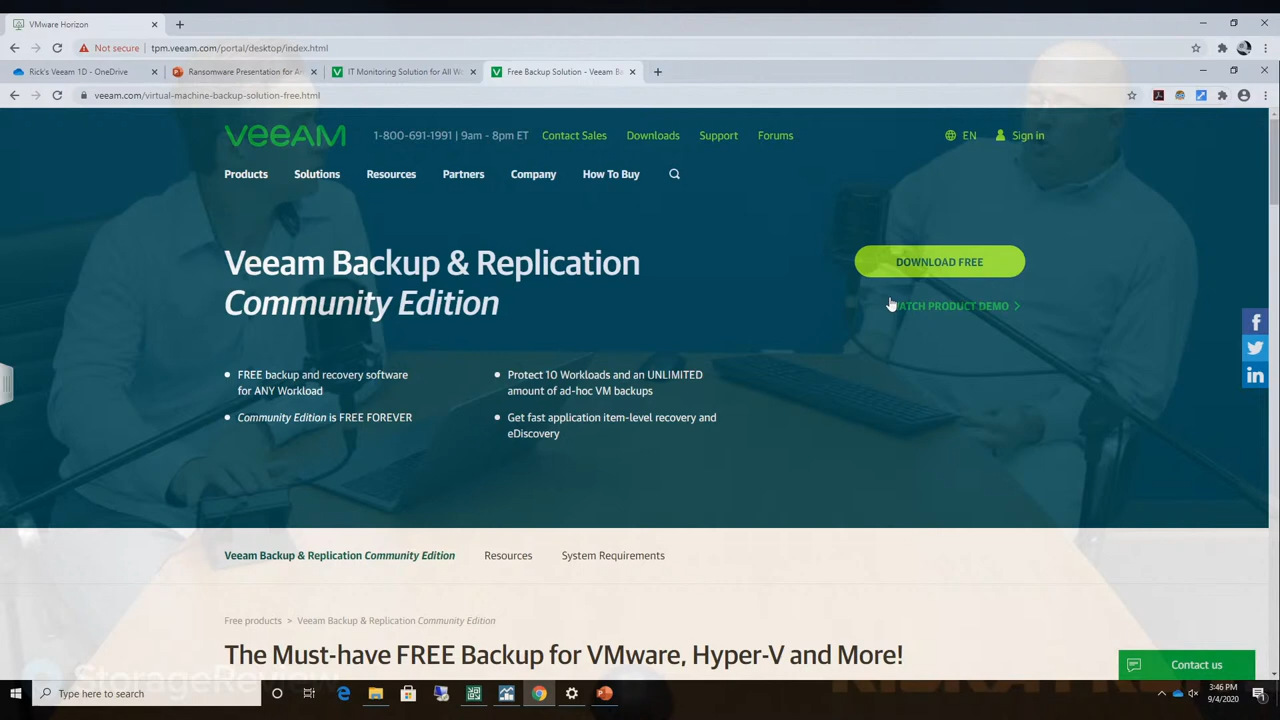 VMware Horizon
Not secure | tpm.veeam.com/portal/desktop/index.html
Rick's Veeam 1D - OneDrive
Ransomware Presentation for An
IT Monitoring Solution for All W
Free Backup Solution - Veeam Ba
veeam.com/virtual-machine-backup-solution-free.html
VEEAM
1-800-691-1991 | 9am - 8pm ET
Contact Sales
Downloads
Support
Forums
EN
Sign in
Products
Solutions
Resources
Partners
Company
How To Buy
Veeam Backup & Replication
Community Edition
DOWNLOAD FREE
WATCH PRODUCT DEMO
FREE backup and recovery software
for ANY Workload
Community Edition is FREE FOREVER
Protect 10 Workloads and an UNLIMITED
amount of ad-hoc VM backups
Get fast application item-level recovery and
eDiscovery
Veeam Backup & Replication Community Edition
Resources
System Requirements
Free products > Veeam Backup & Replication Community Edition
The Must-have FREE Backup for VMware, Hyper-V and More!
StorageReview
Contact us
Type here to search
3:46 PM
9/4/2020